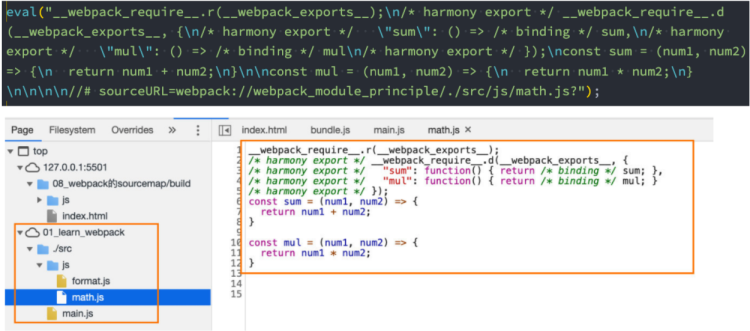 eval("__webpack_require__.r(__webpack_exports__);\n/* harmony export */ __webpack_require__.d
(__webpack_exports__, {\n/* harmony export */   \"sum\": () => /* binding */ sum,\n/* harmony
export */   \"mul\": () => /* binding */ mul\n/* harmony export */ });\nconst sum = (num1, num2)
=> {\n  return num1 + num2;\n}\n\nconst mul = (num1, num2) => {\n  return num1 * num2;\n}
\n\n\n\n\n//# sourceURL=webpack://webpack_module_principle/./src/js/math.js?");
Page Filesystem Overrides » ⋮ index.html bundle.js main.js math.js ×
top
127.0.0.1:5501
08_webpack的sourcemap/build
js
index.html
01_learn_webpack
./src
js
format.js
math.js
main.js
1 __webpack_require__.r(__webpack_exports__);
2 /* harmony export */ __webpack_require__.d(__webpack_exports__, {
3 /* harmony export */   "sum": function() { return /* binding */ sum; },
4 /* harmony export */   "mul": function() { return /* binding */ mul; }
5 /* harmony export */ });
6 const sum = (num1, num2) => {
7   return num1 + num2;
8 }
9
10 const mul = (num1, num2) => {
11   return num1 * num2;
12 }
13
14
15